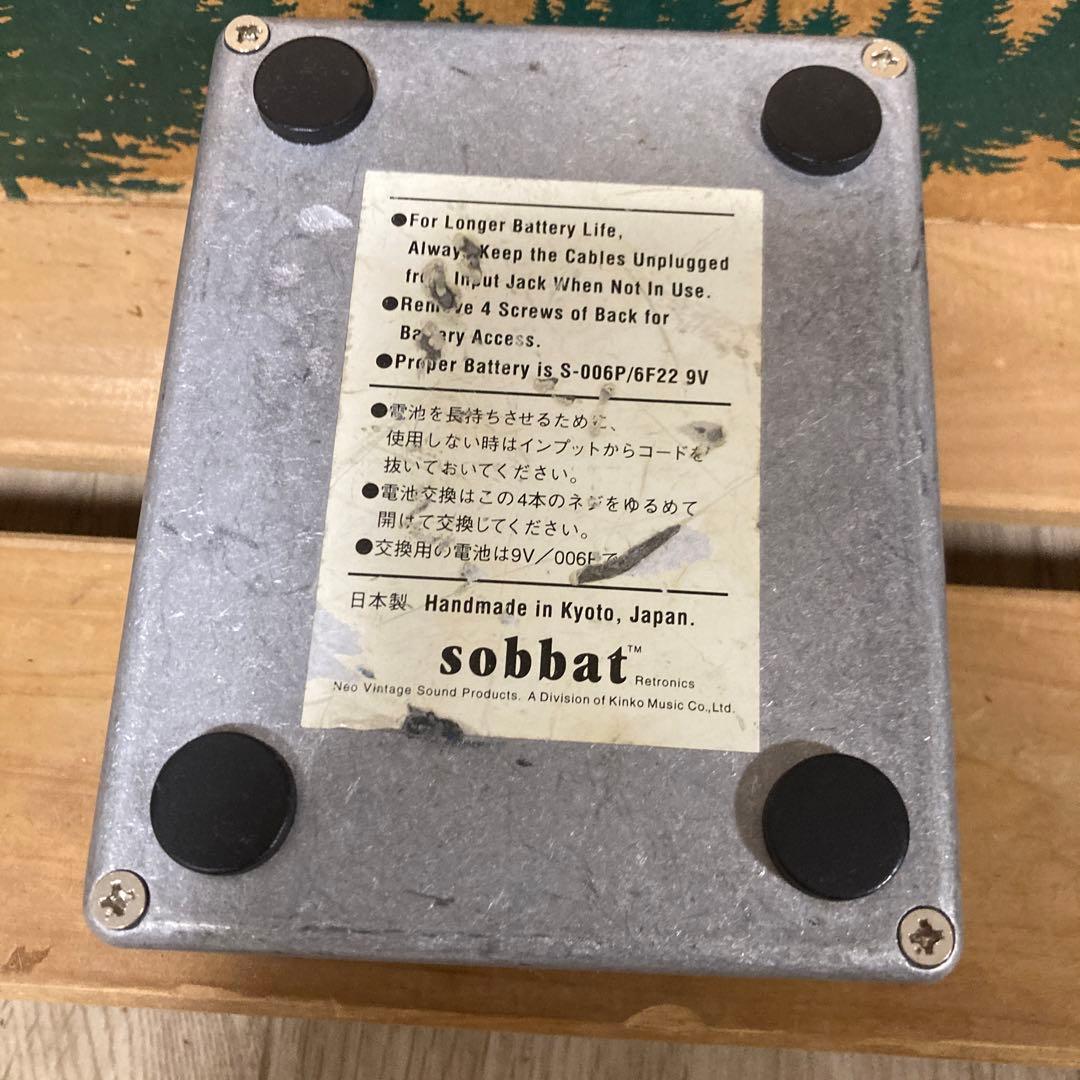 ●For Longer Battery Life,
Always Keep the Cables Unplugged
from Input Jack When Not In Use.
●Remove 4 Screws of Back for
Battery Access.
●Proper Battery is S-006P/6F22 9V
●電池を長持ちさせるために、
使用しない時はインプットからコードを
抜いておいてください。
●電池交換はこの4本のネジをゆるめて
開けて交換してください。
●交換用の電池は9V／006P で
日本製 Handmade in Kyoto, Japan.
sobbat™
Retronics
Neo Vintage Sound Products. A Division of Kinko Music Co.,Ltd.